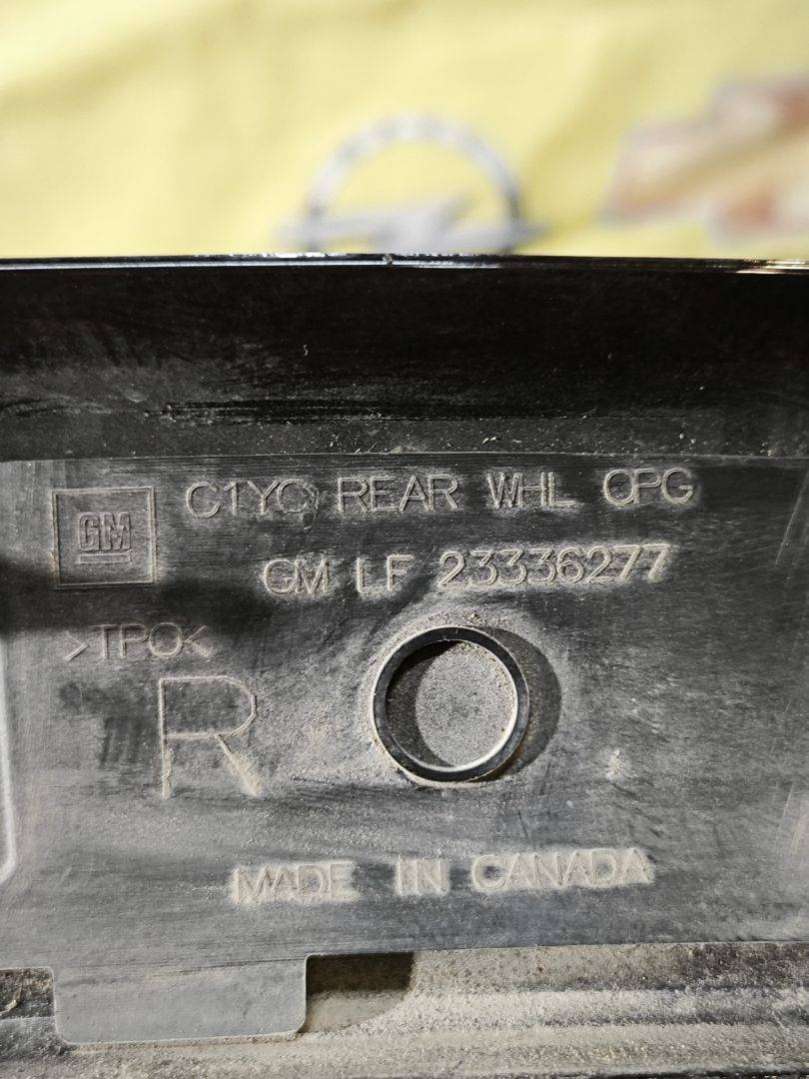 C1YC REAR WHL OPG
GM
GM LF 23336277
>TPO<
R
MADE IN CANADA